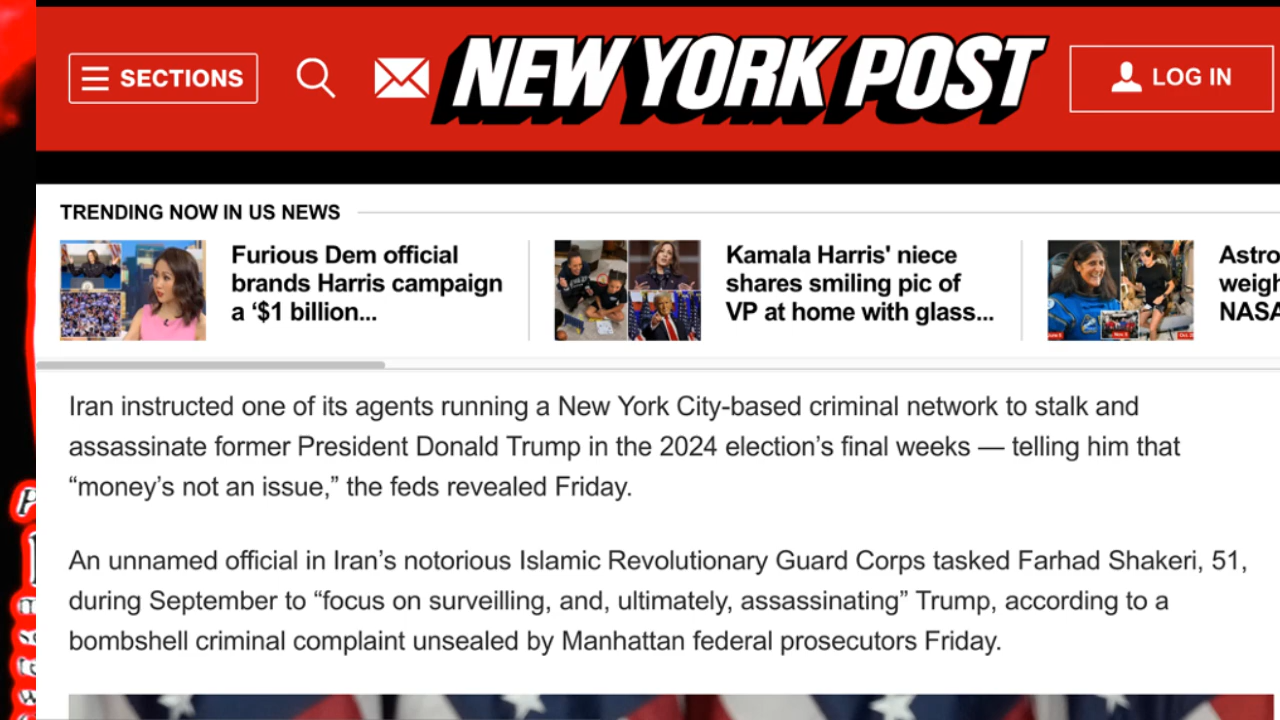 SECTIONS
NEW YORK POST
LOG IN
TRENDING NOW IN US NEWS
Furious Dem official
brands Harris campaign
a ‘$1 billion...
Kamala Harris' niece
shares smiling pic of
VP at home with glass...
Astro
weigh
NASA
Iran instructed one of its agents running a New York City-based criminal network to stalk and
assassinate former President Donald Trump in the 2024 election’s final weeks — telling him that
“money’s not an issue,” the feds revealed Friday.
An unnamed official in Iran’s notorious Islamic Revolutionary Guard Corps tasked Farhad Shakeri, 51,
during September to “focus on surveilling, and, ultimately, assassinating” Trump, according to a
bombshell criminal complaint unsealed by Manhattan federal prosecutors Friday.